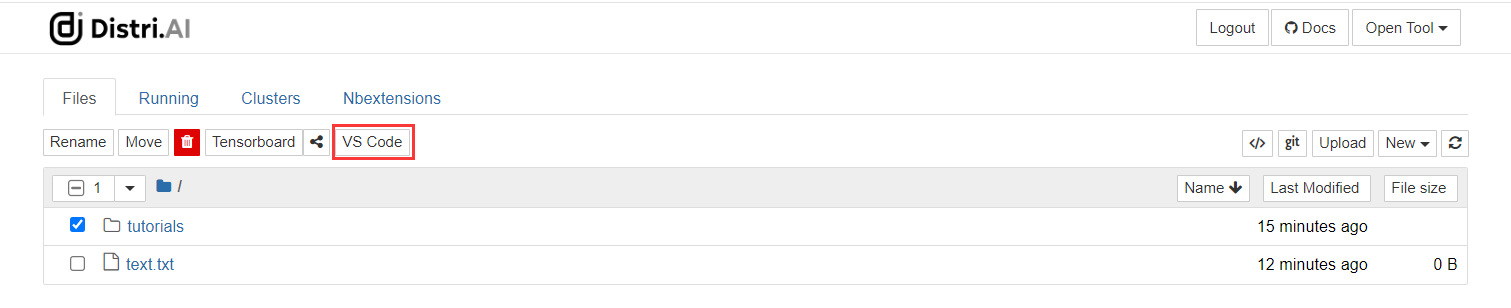 Distri.AI Logout Docs Open Tool
Files Running Clusters Nbextensions
Rename Move Tensorboard VS Code </> git Upload New
1 / Name Last Modified File size
tutorials 15 minutes ago
text.txt 12 minutes ago 0 B